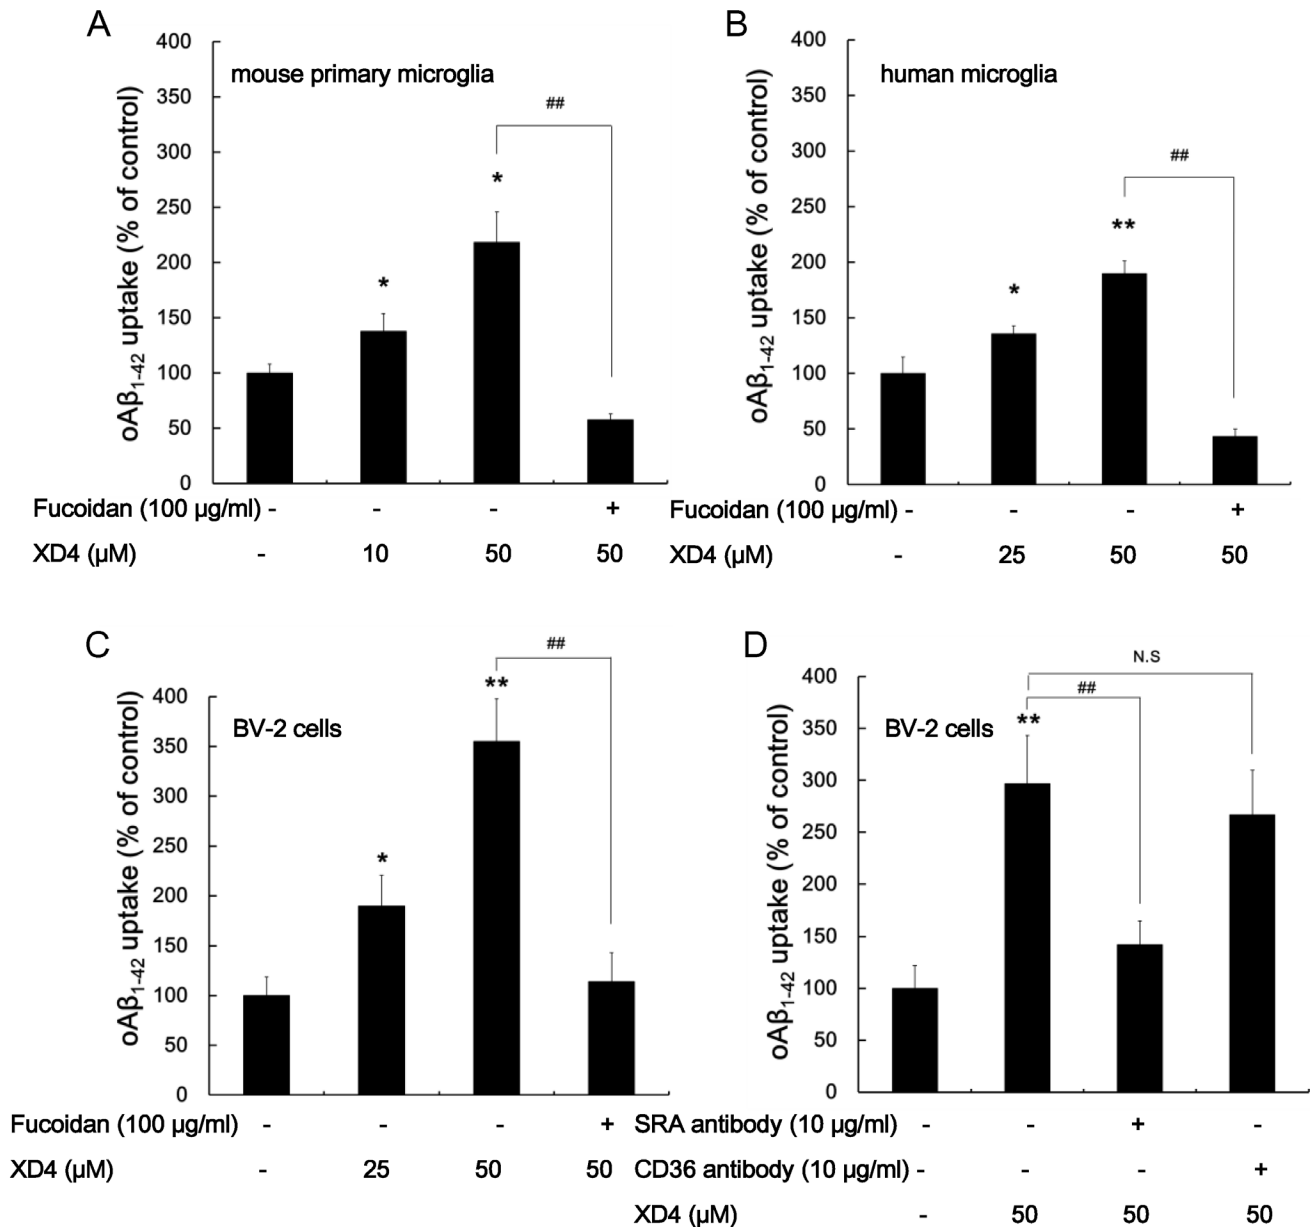 A
400
350
300
250
200
150
100
50
0
oAβ1-42 uptake (% of control)
mouse primary microglia
*
*
##
Fucoidan (100 µg/ml) - - - +
XD4 (µM) - 10 50 50
B
400
350
300
250
200
150
100
50
0
oAβ1-42 uptake (% of control)
human microglia
*
**
##
Fucoidan (100 µg/ml) - - - +
XD4 (µM) - 25 50 50
C
400
350
300
250
200
150
100
50
0
oAβ1-42 uptake (% of control)
BV-2 cells
*
**
##
Fucoidan (100 µg/ml) - - - +
XD4 (µM) - 25 50 50
D
400
350
300
250
200
150
100
50
0
oAβ1-42 uptake (% of control)
BV-2 cells
**
##
N.S
SRA antibody (10 µg/ml) - - + -
CD36 antibody (10 µg/ml) - - - +
XD4 (µM) - 50 50 50